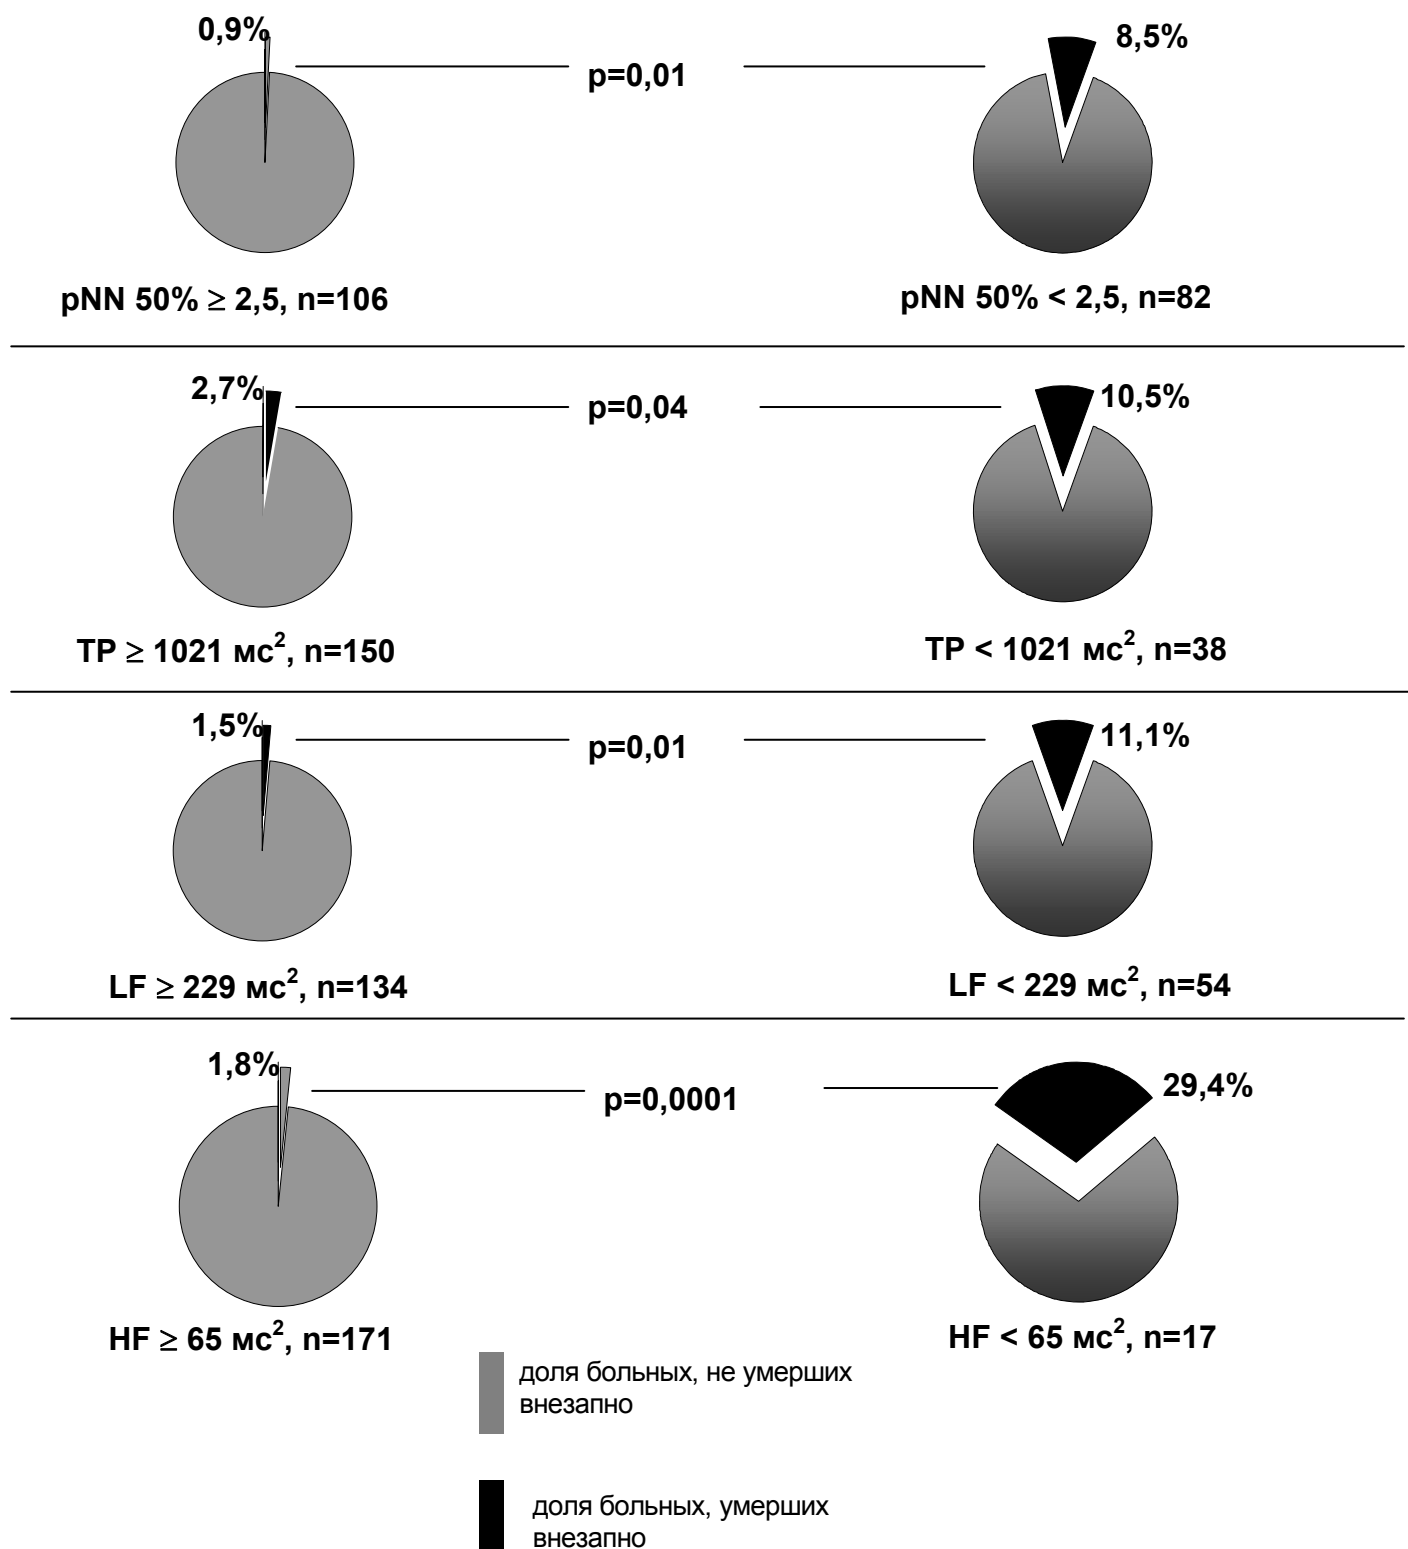 0,9%
p=0,01
8,5%
pNN 50% ≥ 2,5, n=106
pNN 50% < 2,5, n=82
2,7%
p=0,04
10,5%
TP ≥ 1021 мс², n=150
TP < 1021 мс², n=38
1,5%
p=0,01
11,1%
LF ≥ 229 мс², n=134
LF < 229 мс², n=54
1,8%
p=0,0001
29,4%
HF ≥ 65 мс², n=171
HF < 65 мс², n=17
доля больных, не умерших
внезапно
доля больных, умерших
внезапно